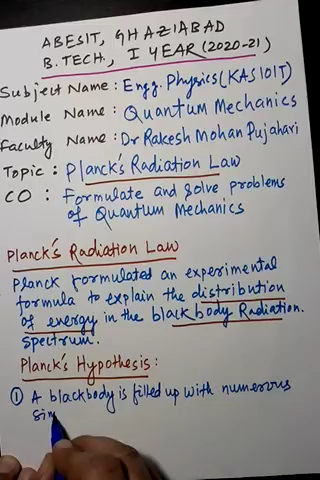 ABESIT, GHAZIABAD
B.TECH., I YEAR (2020-21)
Subject Name : Engg. Physics (KAS101T)
Module Name : Quantum Mechanics
Faculty Name : Dr Rakesh Mohan Pujahari
Topic : Planck's Radiation Law
CO : Formulate and solve problems
of Quantum Mechanics
Planck's Radiation Law
Planck formulated an experimental
formula to explain the distribution
of energy in the blackbody Radiation
Spectrum.
Planck's Hypothesis :
① A blackbody is filled up with numerous
sim